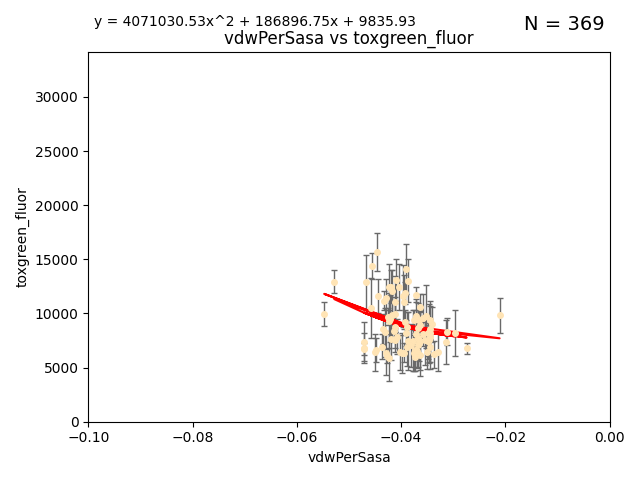 y = 4071030.53x^2 + 186896.75x + 9835.93
N = 369
vdwPerSasa vs toxgreen_fluor
30000
25000
20000
15000
10000
5000
0
toxgreen_fluor
−0.10
−0.08
−0.06
−0.04
−0.02
0.00
vdwPerSasa